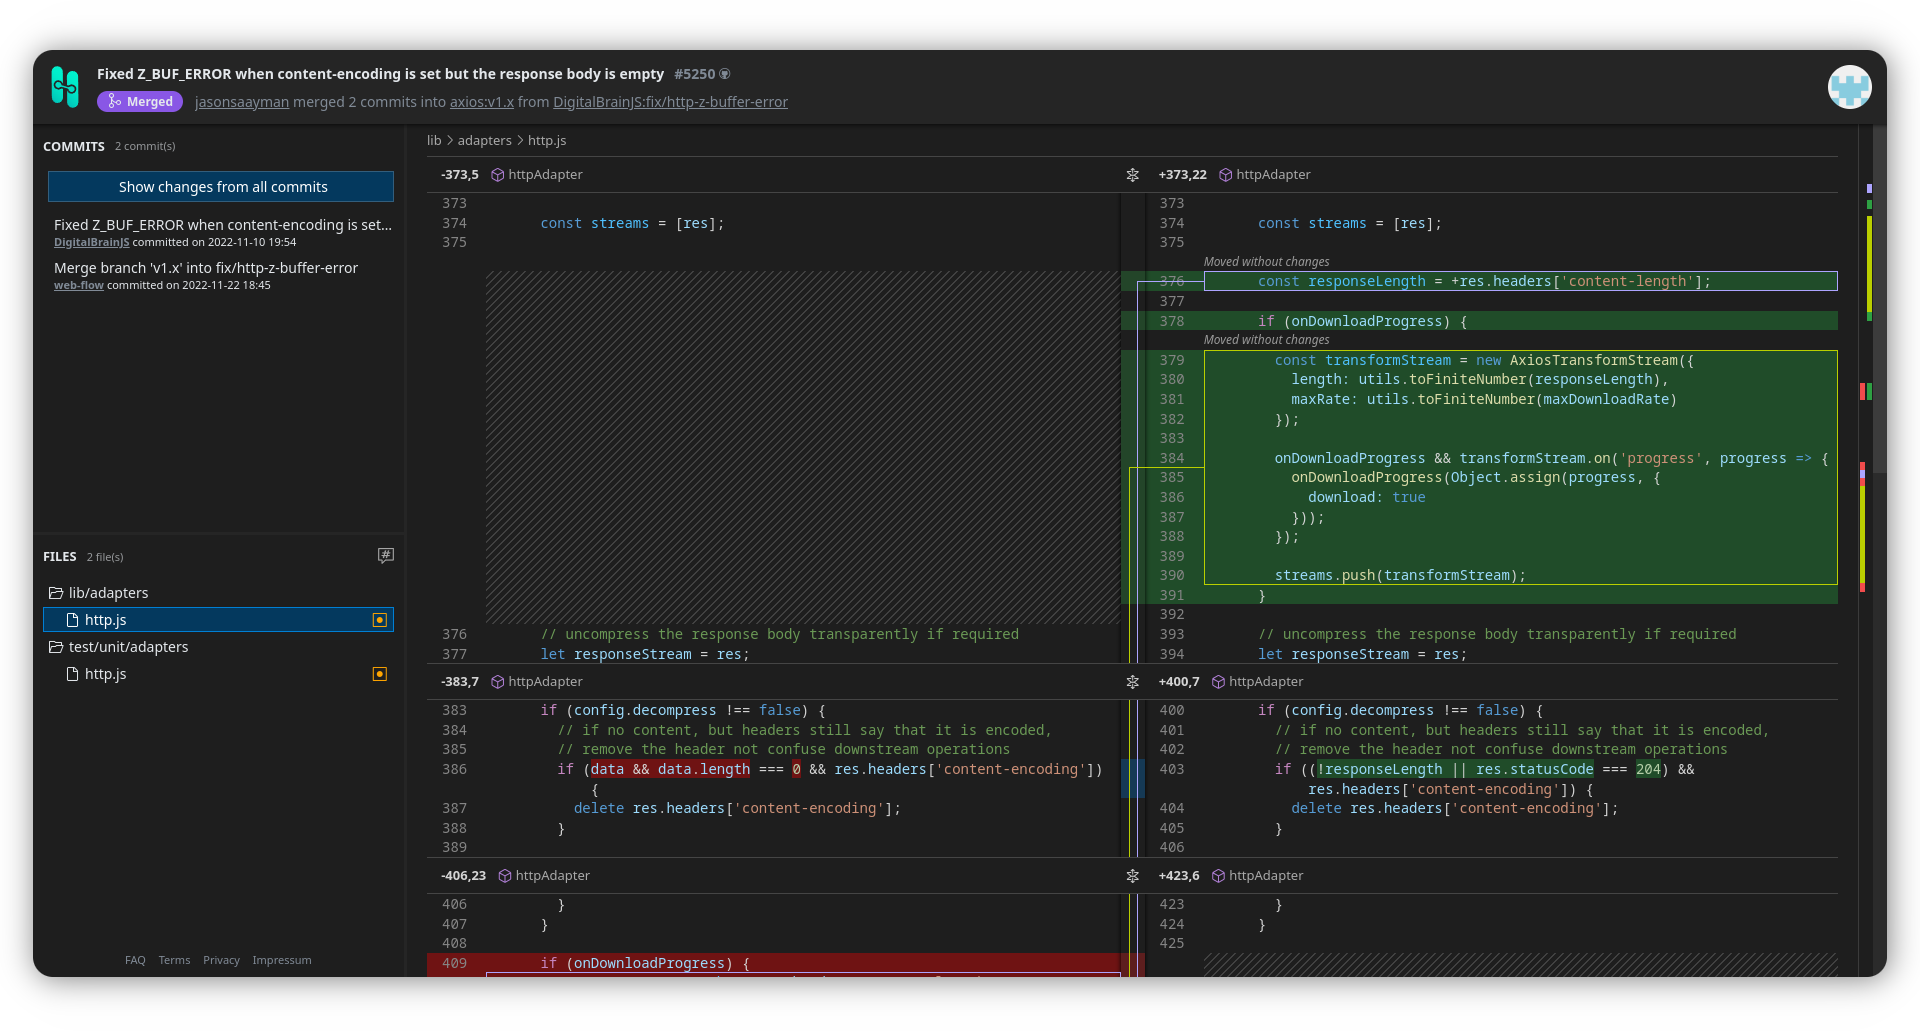 Fixed Z_BUF_ERROR when content-encoding is set but the response body is empty #5250
Merged jasonsaayman merged 2 commits into axios:v1.x from DigitalBrainJS:fix/http-z-buffer-error
COMMITS 2 commit(s)
Show changes from all commits
Fixed Z_BUF_ERROR when content-encoding is set...
DigitalBrainJS committed on 2022-11-10 19:54
Merge branch 'v1.x' into fix/http-z-buffer-error
web-flow committed on 2022-11-22 18:45
FILES 2 file(s)
lib/adapters
http.js
test/unit/adapters
http.js
FAQ Terms Privacy Impressum
lib > adapters > http.js
-373,5 httpAdapter
373
374 const streams = [res];
375
376 // uncompress the response body transparently if required
377 let responseStream = res;
-383,7 httpAdapter
383 if (config.decompress !== false) {
384 // if no content, but headers still say that it is encoded,
385 // remove the header not confuse downstream operations
386 if (data && data.length === 0 && res.headers['content-encoding'])
{
387 delete res.headers['content-encoding'];
388 }
389
-406,23 httpAdapter
406 }
407 }
408
409 if (onDownloadProgress) {
+373,22 httpAdapter
373
374 const streams = [res];
375
Moved without changes
376 const responseLength = +res.headers['content-length'];
377
378 if (onDownloadProgress) {
Moved without changes
379 const transformStream = new AxiosTransformStream({
380 length: utils.toFiniteNumber(responseLength),
381 maxRate: utils.toFiniteNumber(maxDownloadRate)
382 });
383
384 onDownloadProgress && transformStream.on('progress', progress => {
385 onDownloadProgress(Object.assign(progress, {
386 download: true
387 }));
388 });
389
390 streams.push(transformStream);
391 }
392
393 // uncompress the response body transparently if required
394 let responseStream = res;
+400,7 httpAdapter
400 if (config.decompress !== false) {
401 // if no content, but headers still say that it is encoded,
402 // remove the header not confuse downstream operations
403 if ((!responseLength || res.statusCode === 204) &&
res.headers['content-encoding']) {
404 delete res.headers['content-encoding'];
405 }
406
+423,6 httpAdapter
423 }
424 }
425